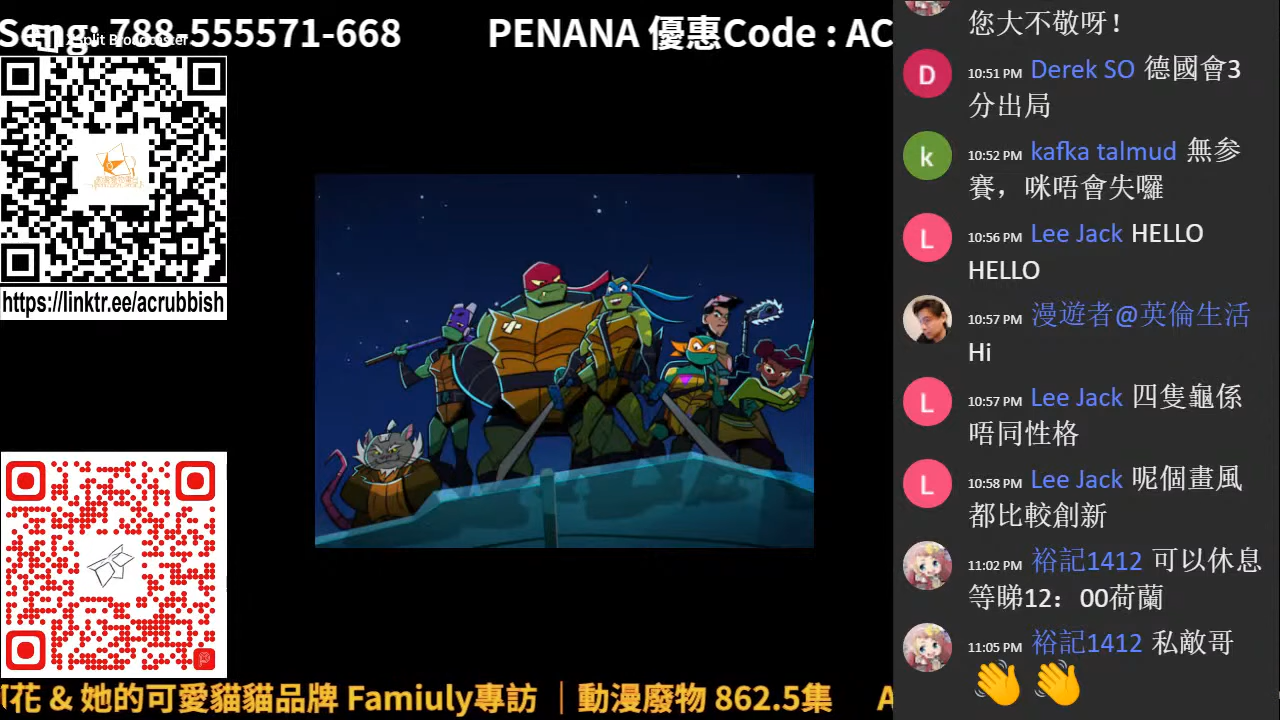 Seng: 788-555571-668 PENANA 優惠Code : AC
XSplit Broadcaster
https://linktr.ee/acrubbish
您大不敬呀！
10:51 PM Derek SO 德國會3
分出局
10:52 PM kafka talmud 無参
賽，咪唔會失囉
10:56 PM Lee Jack HELLO
HELLO
10:57 PM 漫遊者@英倫生活
Hi
10:57 PM Lee Jack 四隻龜係
唔同性格
10:58 PM Lee Jack 呢個畫風
都比較創新
11:02 PM 裕記1412 可以休息
等睇12：00荷蘭
11:05 PM 裕記1412 私敵哥
花 & 她的可愛貓貓品牌 Famiuly專訪 ｜動漫廢物 862.5集 A